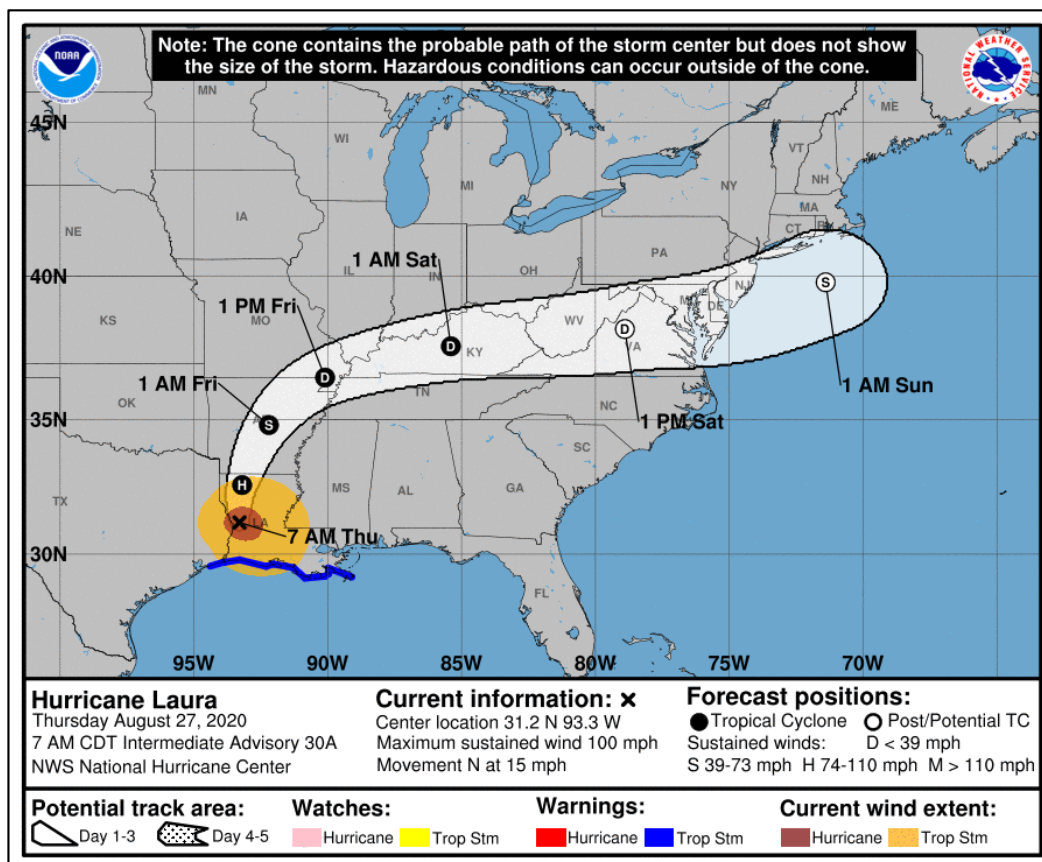 Note: The cone contains the probable path of the storm center but does not show
the size of the storm. Hazardous conditions can occur outside of the cone.
NOAA
NATIONAL WEATHER SERVICE
MN
ME
45N
WI
VT
NH
MI
NY
MA
CT
IA
NE
PA
1 AM Sat
OH
40N
IL
IN
NJ
1 PM Fri
DE
KS
MO
WV
S
D
D
KY
VA
1 AM Fri
D
1 AM Sun
OK
TN
NC
1 PM Sat
35N
S
SC
H
TX
MS
AL
GA
LA
7 AM Thu
30N
FL
95W
90W
85W
80W
75W
70W
Hurricane Laura
Thursday August 27, 2020
7 AM CDT Intermediate Advisory 30A
NWS National Hurricane Center
Current information: ×
Center location 31.2 N 93.3 W
Maximum sustained wind 100 mph
Movement N at 15 mph
Forecast positions:
Tropical Cyclone Post/Potential TC
Sustained winds: D < 39 mph
S 39-73 mph H 74-110 mph M > 110 mph
Potential track area:
Day 1-3 Day 4-5
Watches:
Hurricane Trop Stm
Warnings:
Hurricane Trop Stm
Current wind extent:
Hurricane Trop Stm